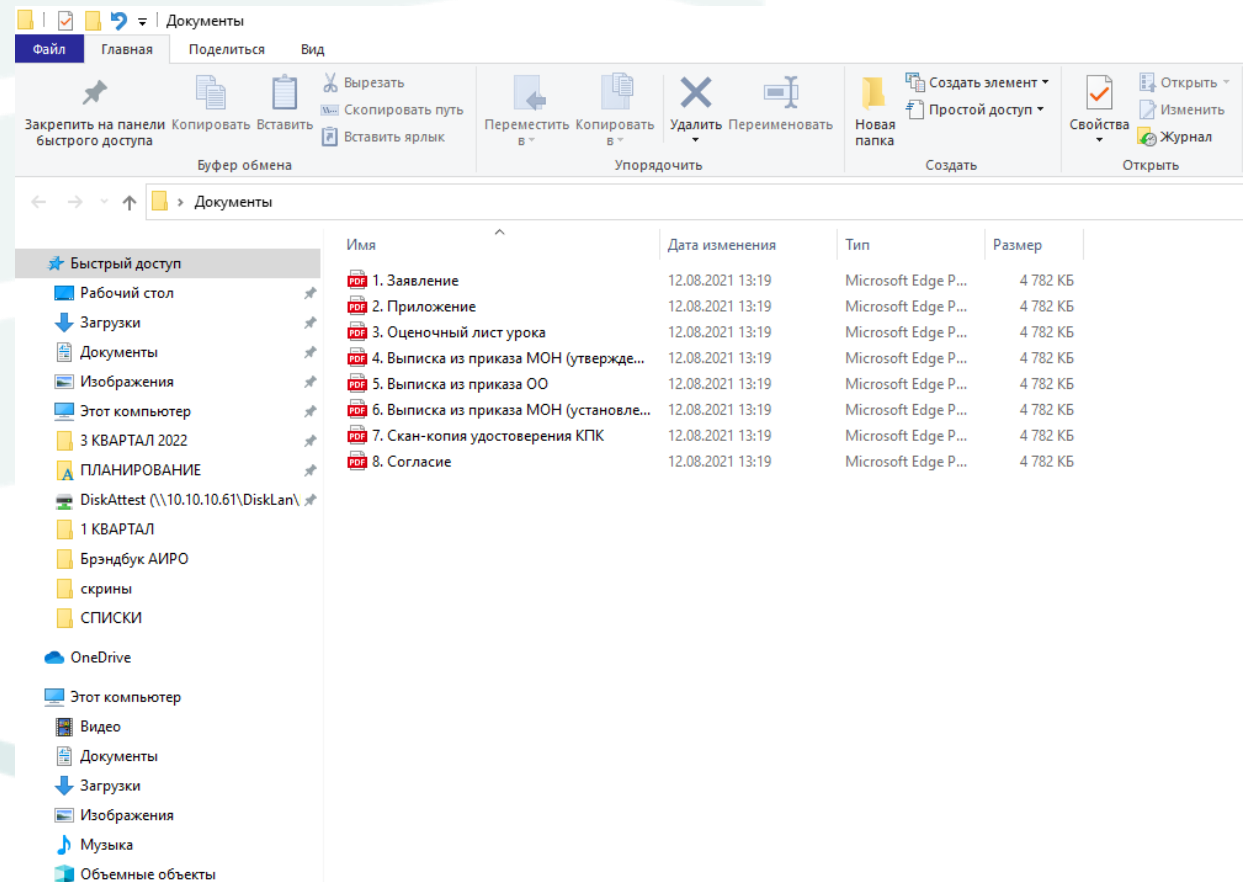 Документы
Файл Главная Поделиться Вид
Закрепить на панели быстрого доступа
Копировать
Вставить
Вырезать
Скопировать путь
Вставить ярлык
Буфер обмена
Переместить в
Копировать в
Удалить
Переименовать
Упорядочить
Новая папка
Создать элемент
Простой доступ
Создать
Свойства
Открыть
Изменить
Журнал
Открыть
Документы
Имя Дата изменения Тип Размер
1. Заявление 12.08.2021 13:19 Microsoft Edge P... 4 782 КБ
2. Приложение 12.08.2021 13:19 Microsoft Edge P... 4 782 КБ
3. Оценочный лист урока 12.08.2021 13:19 Microsoft Edge P... 4 782 КБ
4. Выписка из приказа МОН (утвержде... 12.08.2021 13:19 Microsoft Edge P... 4 782 КБ
5. Выписка из приказа ОО 12.08.2021 13:19 Microsoft Edge P... 4 782 КБ
6. Выписка из приказа МОН (установле... 12.08.2021 13:19 Microsoft Edge P... 4 782 КБ
7. Скан-копия удостоверения КПК 12.08.2021 13:19 Microsoft Edge P... 4 782 КБ
8. Согласие 12.08.2021 13:19 Microsoft Edge P... 4 782 КБ
Быстрый доступ
Рабочий стол
Загрузки
Документы
Изображения
Этот компьютер
3 КВАРТАЛ 2022
ПЛАНИРОВАНИЕ
DiskAttest (\\10.10.10.61\DiskLan\
1 КВАРТАЛ
Брэндбук АИРО
скрины
СПИСКИ
OneDrive
Этот компьютер
Видео
Документы
Загрузки
Изображения
Музыка
Объемные объекты